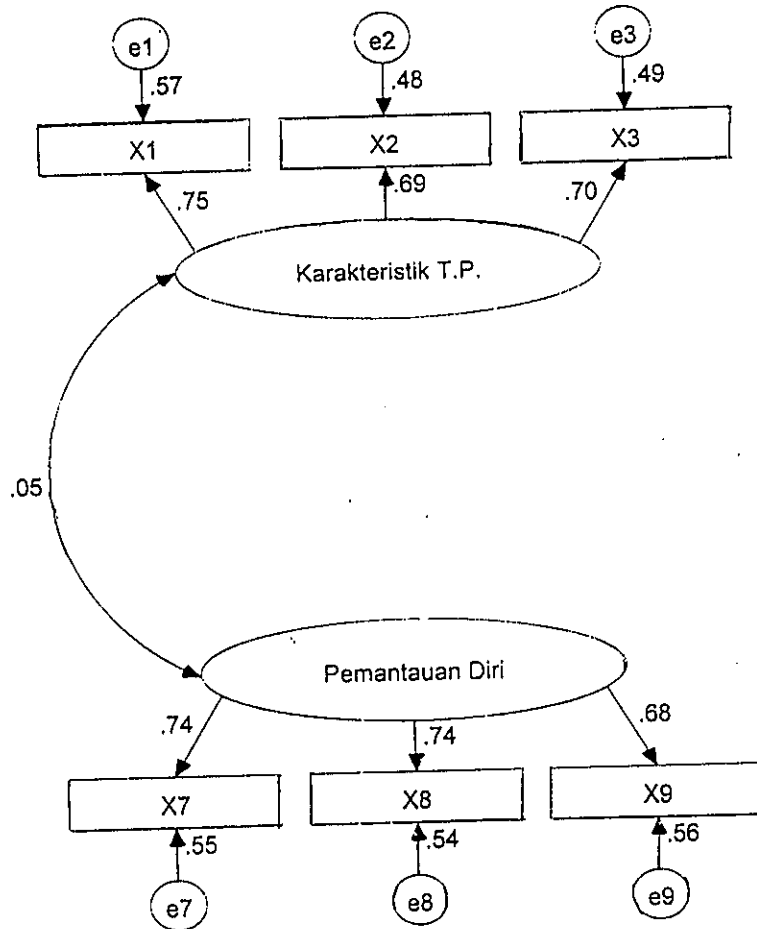 e1
e2
e3
.57
.48
.49
X1
X2
X3
.75
.69
.70
Karakteristik T.P.
.05
Pemantauan Diri
.74
.74
.68
X7
X8
X9
.55
.54
.56
e7
e8
e9